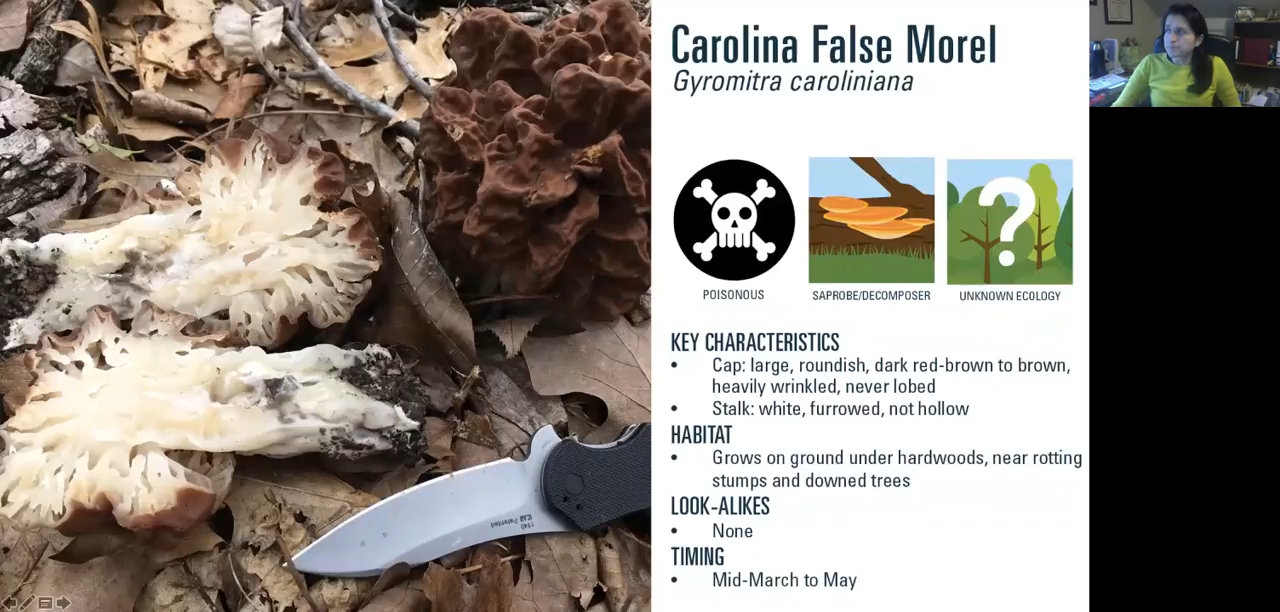 Carolina False Morel
Gyromitra caroliniana
POISONOUS
SAPROBE/DECOMPOSER
UNKNOWN ECOLOGY
KEY CHARACTERISTICS
• Cap: large, roundish, dark red-brown to brown,
heavily wrinkled, never lobed
• Stalk: white, furrowed, not hollow
HABITAT
• Grows on ground under hardwoods, near rotting
stumps and downed trees
LOOK-ALIKES
• None
TIMING
• Mid-March to May
1940
Patented